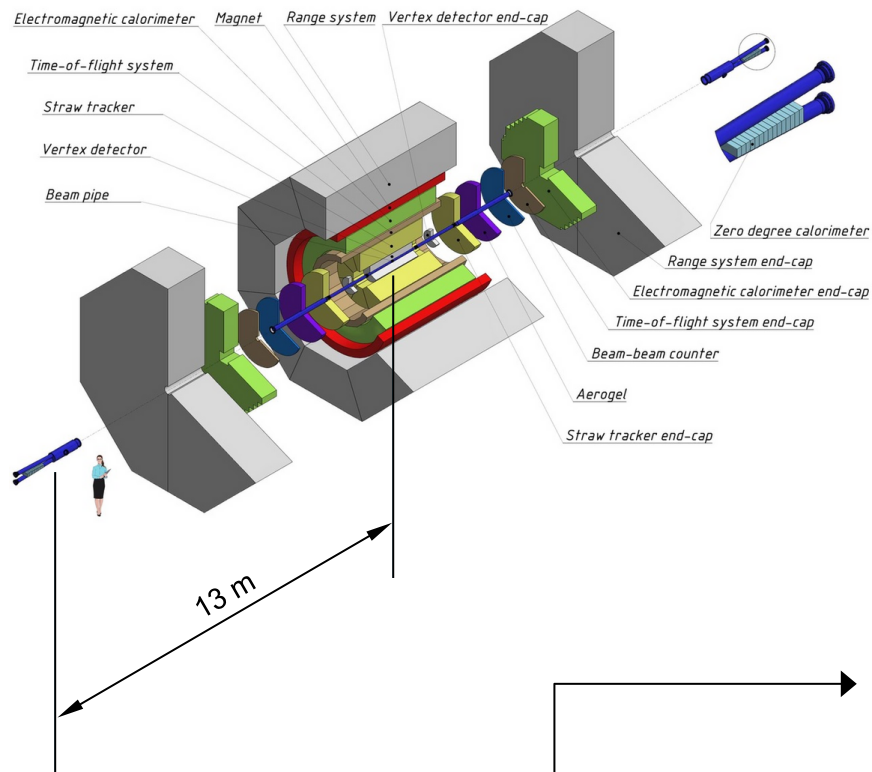 Electromagnetic calorimeter
Magnet
Range system
Vertex detector end-cap
Time-of-flight system
Straw tracker
Vertex detector
Beam pipe
Zero degree calorimeter
Range system end-cap
Electromagnetic calorimeter end-cap
Time-of-flight system end-cap
Beam-beam counter
Aerogel
Straw tracker end-cap
13 m